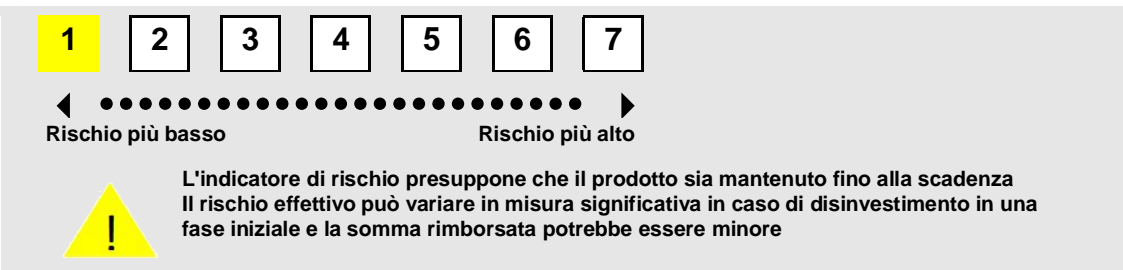 1 2 3 4 5 6 7
Rischio più basso Rischio più alto
L'indicatore di rischio presuppone che il prodotto sia mantenuto fino alla scadenza
Il rischio effettivo può variare in misura significativa in caso di disinvestimento in una
fase iniziale e la somma rimborsata potrebbe essere minore
!